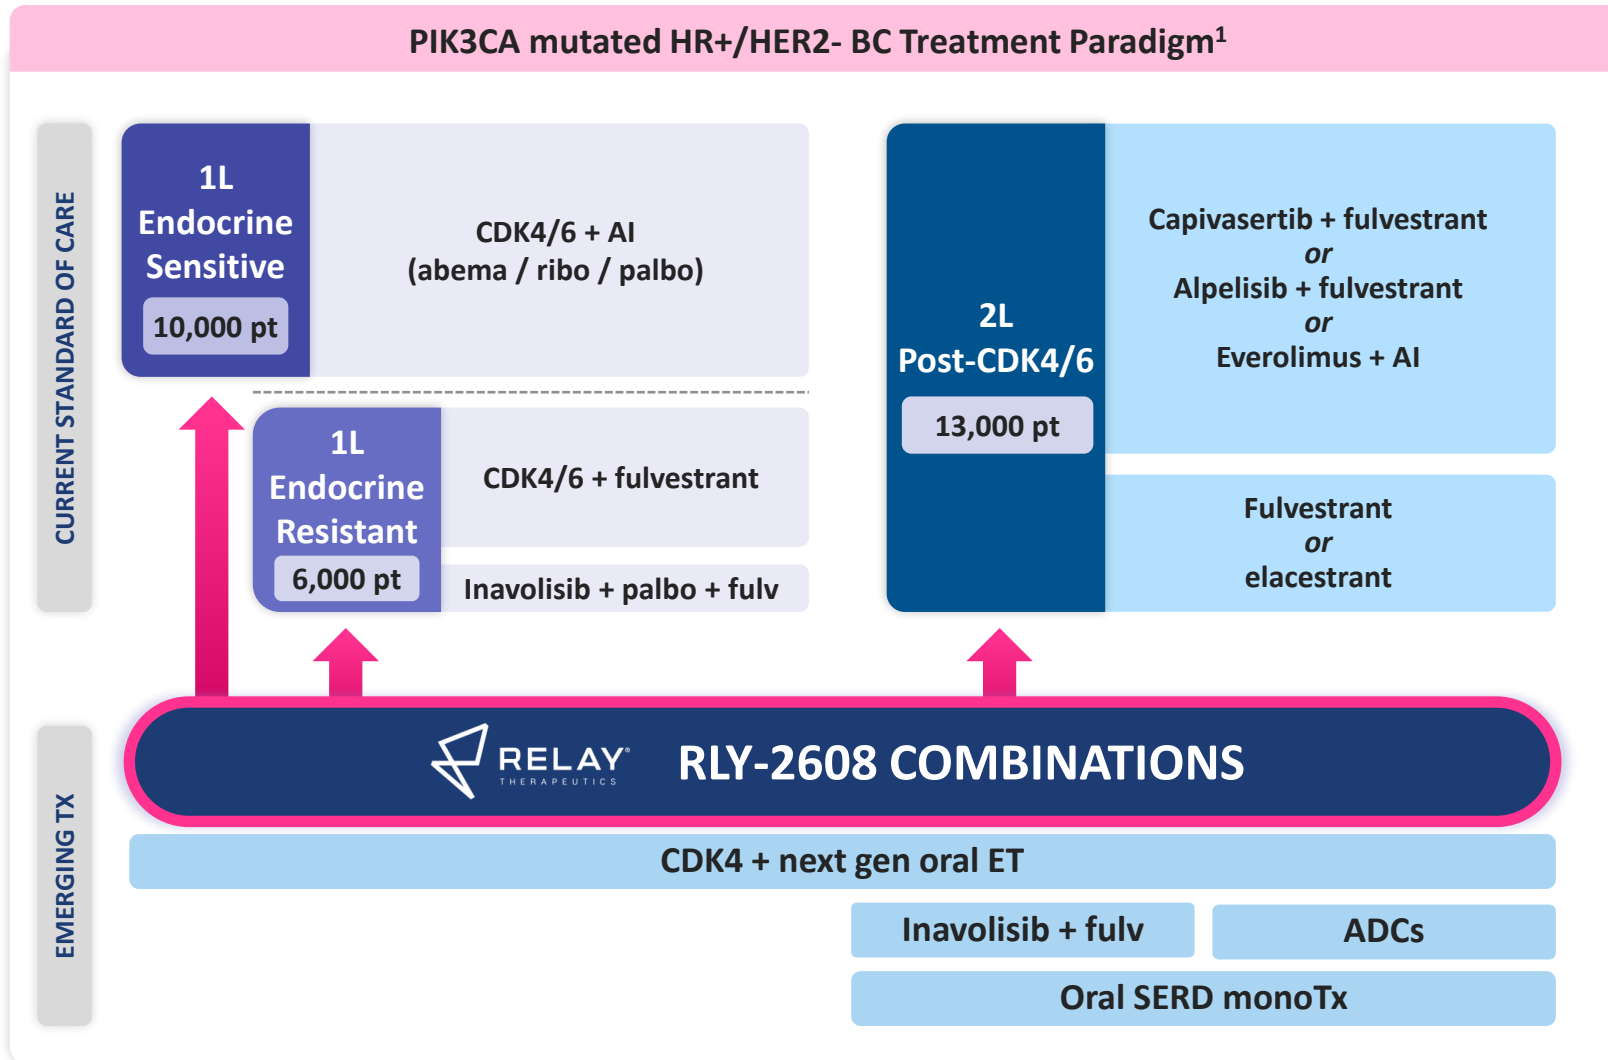 PIK3CA mutated HR+/HER2- BC Treatment Paradigm¹
CURRENT STANDARD OF CARE
1L
Endocrine
Sensitive
10,000 pt
CDK4/6 + AI
(abema / ribo / palbo)
1L
Endocrine
Resistant
6,000 pt
CDK4/6 + fulvestrant
Inavolisib + palbo + fulv
2L
Post-CDK4/6
13,000 pt
Capivasertib + fulvestrant
or
Alpelisib + fulvestrant
or
Everolimus + AI
Fulvestrant
or
elacestrant
EMERGING TX
RELAY®
THERAPEUTICS
RLY-2608 COMBINATIONS
CDK4 + next gen oral ET
Inavolisib + fulv
ADCs
Oral SERD monoTx